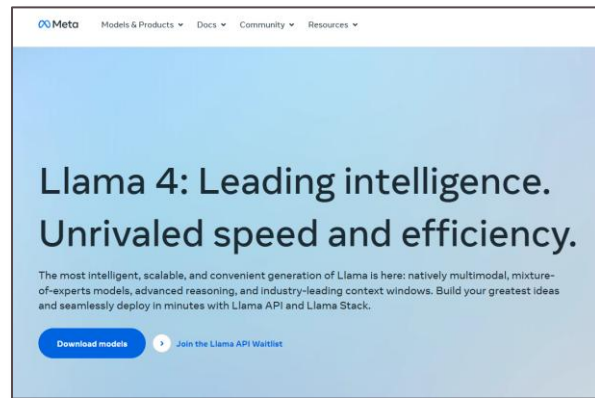 Meta Models & Products Docs Community Resources
Llama 4: Leading intelligence.
Unrivaled speed and efficiency.
The most intelligent, scalable, and convenient generation of Llama is here: natively multimodal, mixture-
of-experts models, advanced reasoning, and industry-leading context windows. Build your greatest ideas
and seamlessly deploy in minutes with Llama API and Llama Stack.
Download models Join the Llama API Waitlist